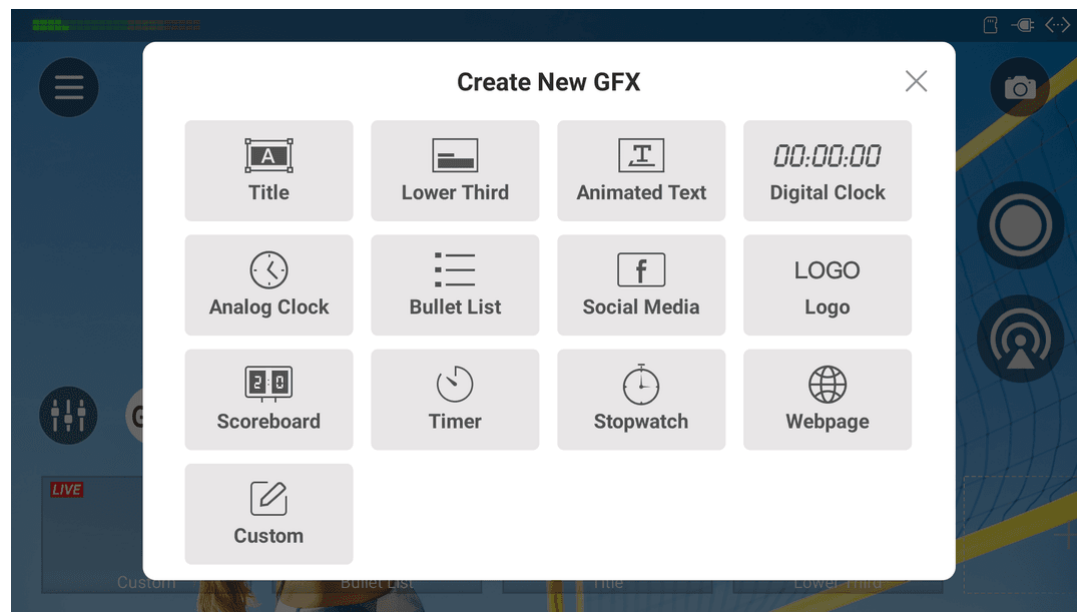 Create New GFX
A
T
00:00:00
Title
Lower Third
Animated Text
Digital Clock
f
LOGO
Analog Clock
Bullet List
Social Media
Logo
2:0
Scoreboard
Timer
Stopwatch
Webpage
G
LIVE
Custom
Custom
Bullet List
Title
Lower Third